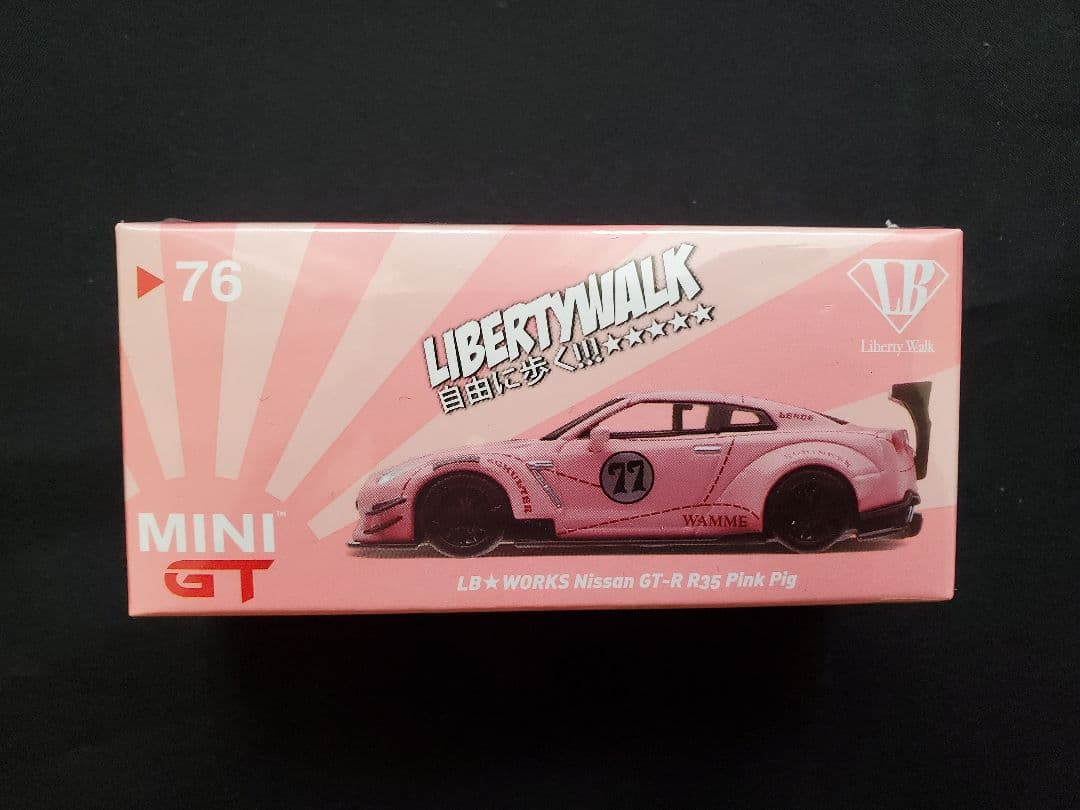 76
LIBERTYWALK
自由に歩く!!!★★★★★
LB
Liberty Walk
77
WAMME
MINI™
GT
LB★WORKS Nissan GT-R R35 Pink Pig